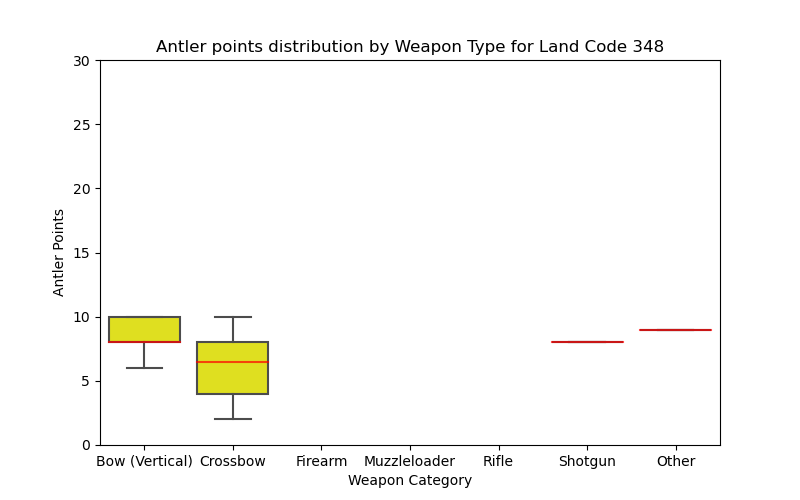 Antler points distribution by Weapon Type for Land Code 348
30
25
20
15
10
5
0
Antler Points
Bow (Vertical) Crossbow Firearm Muzzleloader Rifle Shotgun Other
Weapon Category